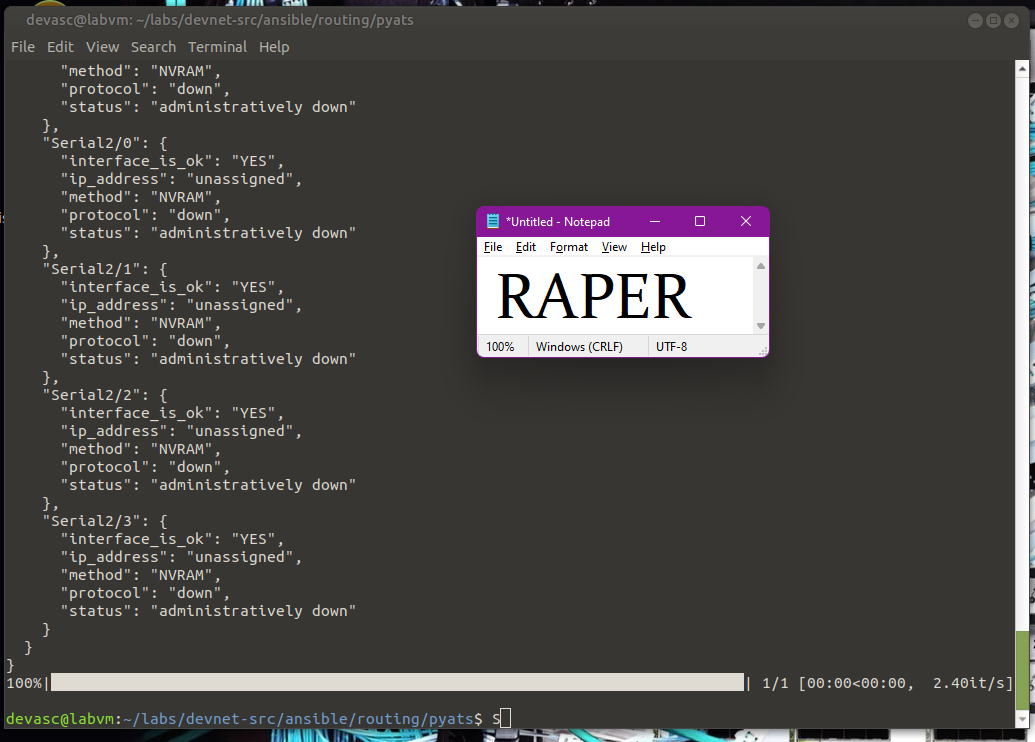 devasc@labvm: ~/labs/devnet-src/ansible/routing/pyats
File Edit View Search Terminal Help
"method": "NVRAM",
"protocol": "down",
"status": "administratively down"
},
"Serial2/0": {
"interface_is_ok": "YES",
"ip_address": "unassigned",
"method": "NVRAM",
"protocol": "down",
"status": "administratively down"
},
"Serial2/1": {
"interface_is_ok": "YES",
"ip_address": "unassigned",
"method": "NVRAM",
"protocol": "down",
"status": "administratively down"
},
"Serial2/2": {
"interface_is_ok": "YES",
"ip_address": "unassigned",
"method": "NVRAM",
"protocol": "down",
"status": "administratively down"
},
"Serial2/3": {
"interface_is_ok": "YES",
"ip_address": "unassigned",
"method": "NVRAM",
"protocol": "down",
"status": "administratively down"
}
}
}
100%| | 1/1 [00:00<00:00, 2.40it/s]
devasc@labvm:~/labs/devnet-src/ansible/routing/pyats$ S
*Untitled - Notepad
File Edit Format View Help
RAPER
100% Windows (CRLF) UTF-8